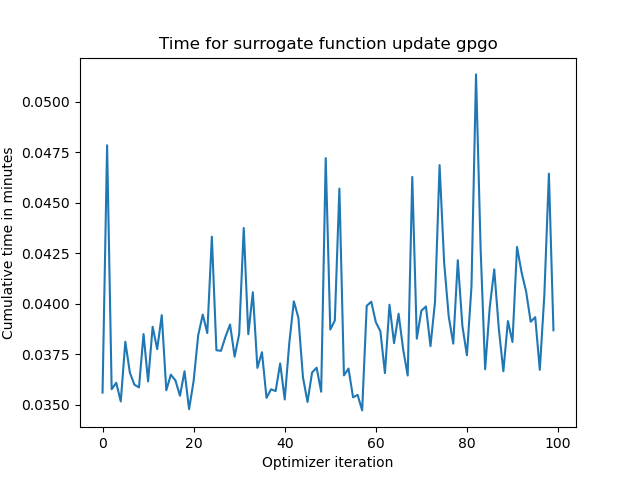 Time for surrogate function update gpgo
Cumulative time in minutes
0.0500
0.0475
0.0450
0.0425
0.0400
0.0375
0.0350
0 20 40 60 80 100
Optimizer iteration